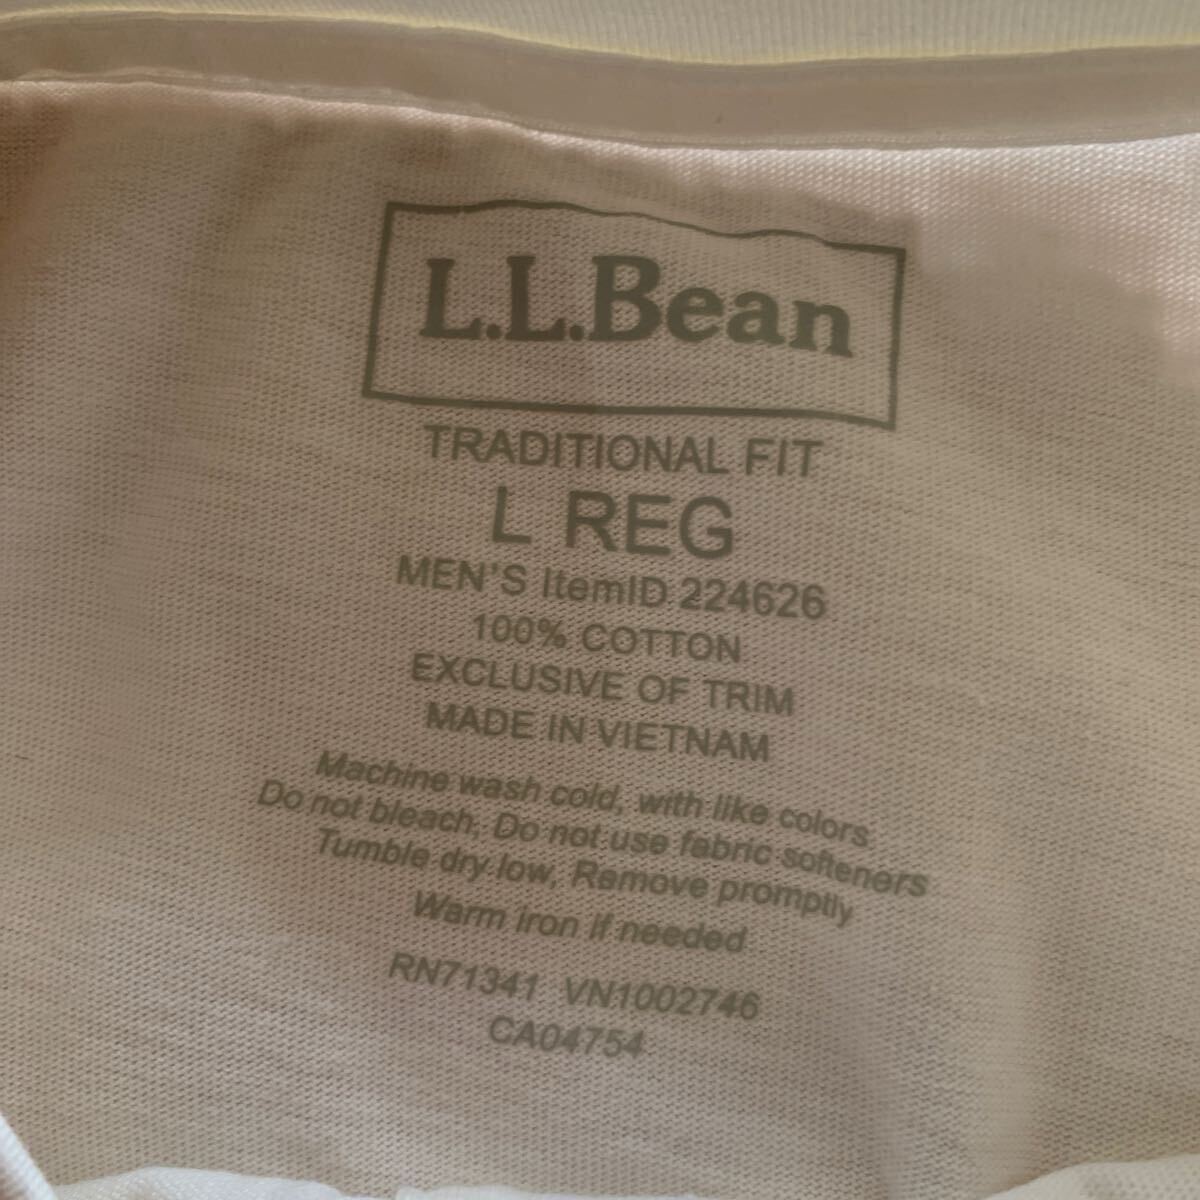 L.L.Bean
TRADITIONAL FIT
L REG
MEN'S ItemID 224626
100% COTTON
EXCLUSIVE OF TRIM
MADE IN VIETNAM
Machine wash cold, with like colors
Do not bleach, Do not use fabric softeners
Tumble dry low, Remove promptly
Warm iron if needed
RN71341 VN1002746
CA04754